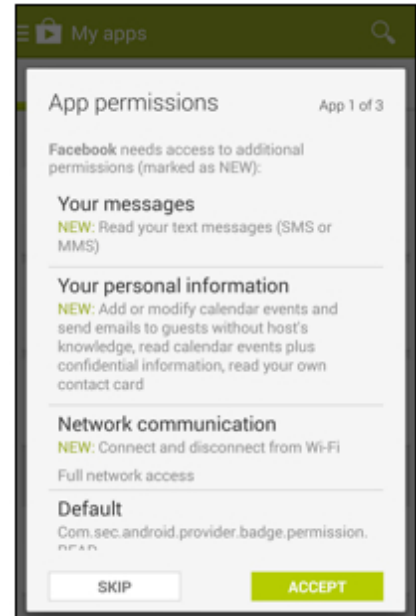 My apps
App permissions
App 1 of 3
Facebook needs access to additional
permissions (marked as NEW):
Your messages
NEW: Read your text messages (SMS or
MMS)
Your personal information
NEW: Add or modify calendar events and
send emails to guests without host's
knowledge, read calendar events plus
confidential information, read your own
contact card
Network communication
NEW: Connect and disconnect from Wi-Fi
Full network access
Default
Com.sec.android.provider.badge.permission.
SKIP
ACCEPT